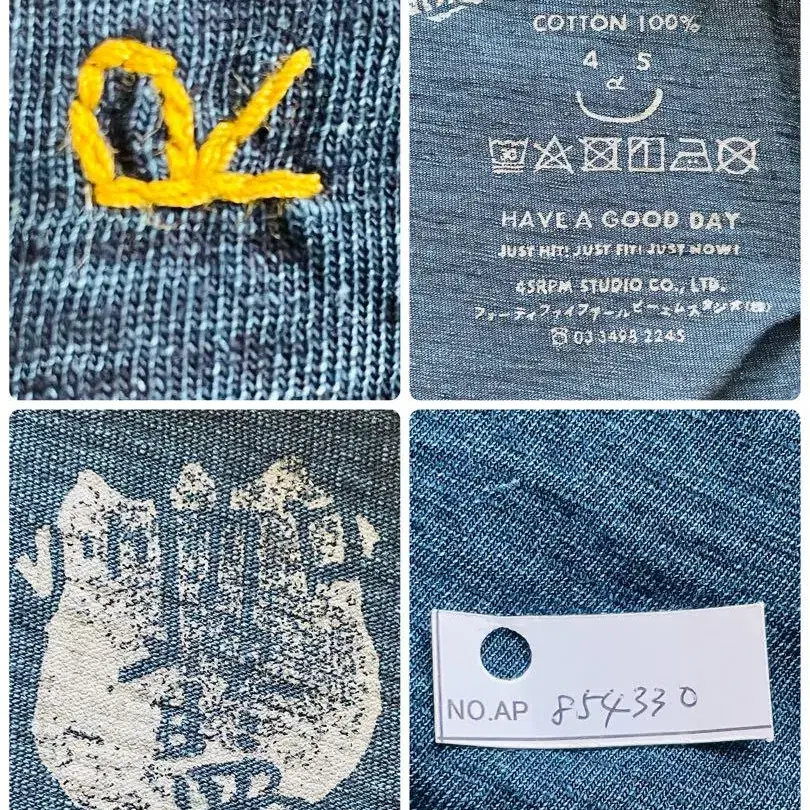 R
COTTON 100%
4 5
R
30
HAVE A GOOD DAY
JUST HIT! JUST FIT! JUST NOW!
45RPM STUDIO CO., LTD.
フォーティファイブアールピーエムスタジオ(株)
☎ 03 3498 2245
BY
NO.AP 854330